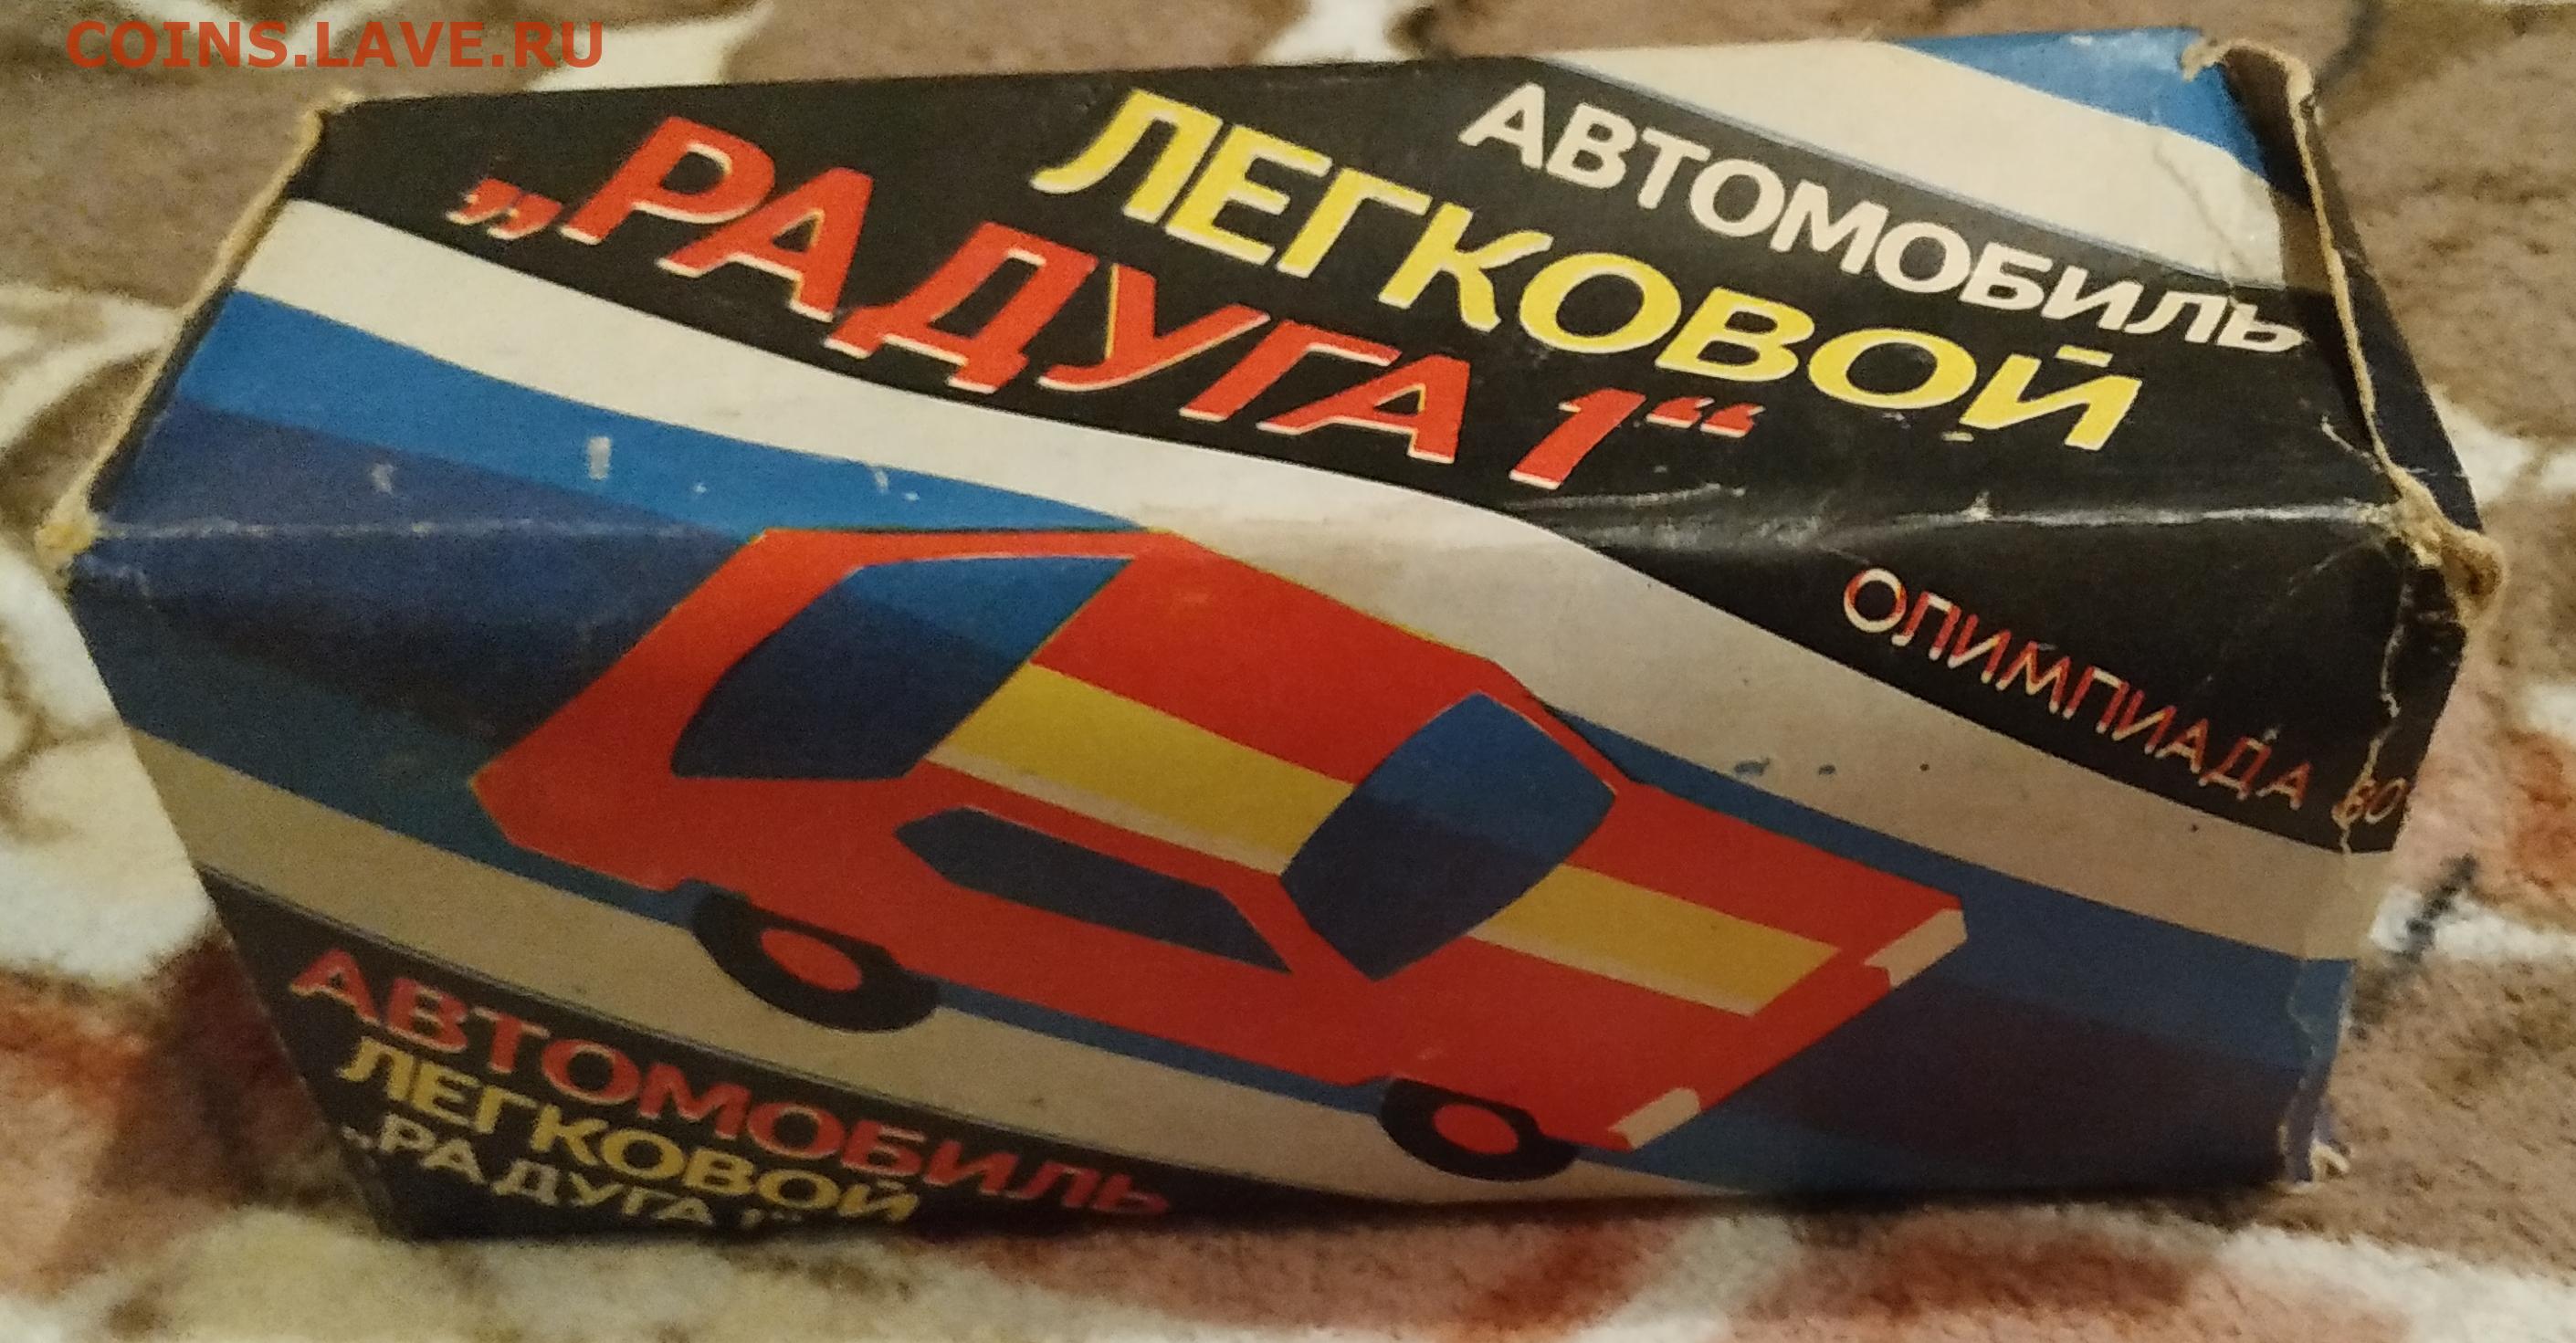 COINS.LAVE.RU
АВТОМОБИЛЬ
ЛЕГКОВОЙ
„РАДУГА 1“
ОЛИМПИАДА 80
АВТОМОБИЛЬ
ЛЕГКОВОЙ
„РАДУГА 1“